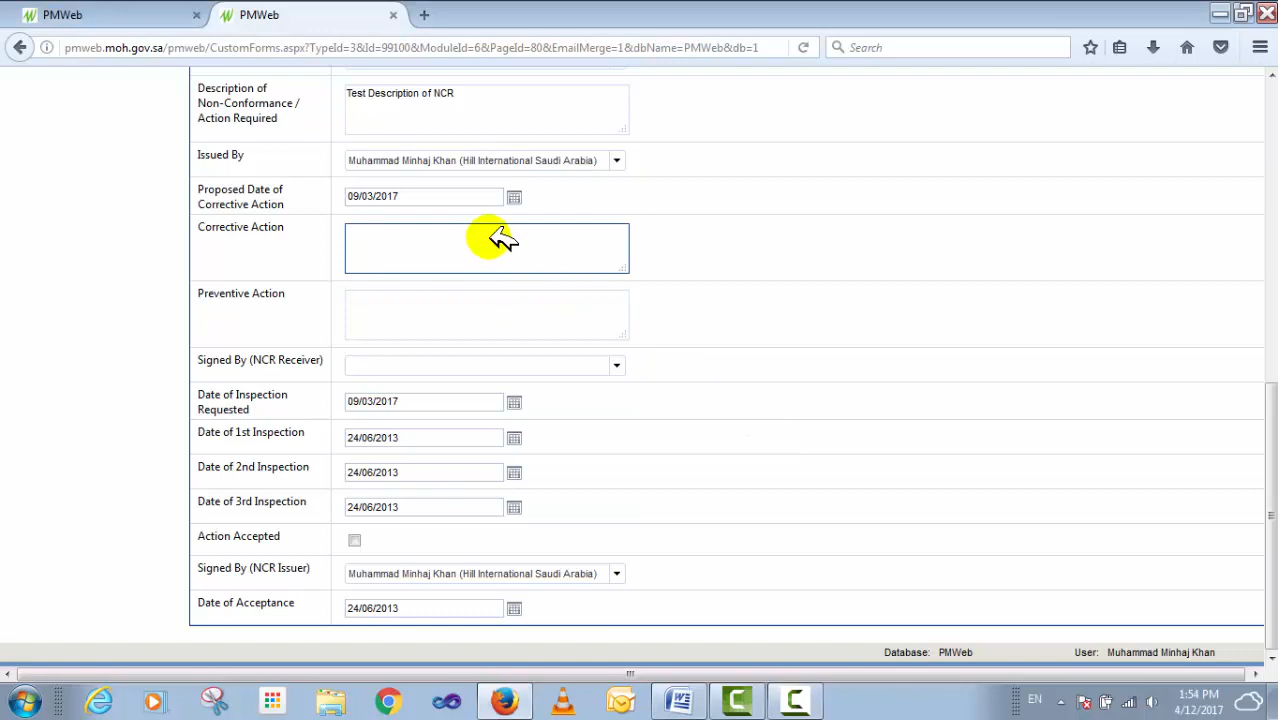 PMWeb
PMWeb
pmweb.moh.gov.sa/pmweb/CustomForms.aspx?TypeId=3&Id=99100&ModuleId=6&PageId=80&EmailMerge=1&dbName=PMWeb&db=1
Search
Description of
Non-Conformance /
Action Required
Test Description of NCR
Issued By
Muhammad Minhaj Khan (Hill International Saudi Arabia)
Proposed Date of
Corrective Action
09/03/2017
Corrective Action
Preventive Action
Signed By (NCR Receiver)
Date of Inspection
Requested
09/03/2017
Date of 1st Inspection
24/06/2013
Date of 2nd Inspection
24/06/2013
Date of 3rd Inspection
24/06/2013
Action Accepted
Signed By (NCR Issuer)
Muhammad Minhaj Khan (Hill International Saudi Arabia)
Date of Acceptance
24/06/2013
Database: PMWeb User: Muhammad Minhaj Khan
EN
1:54 PM
4/12/2017